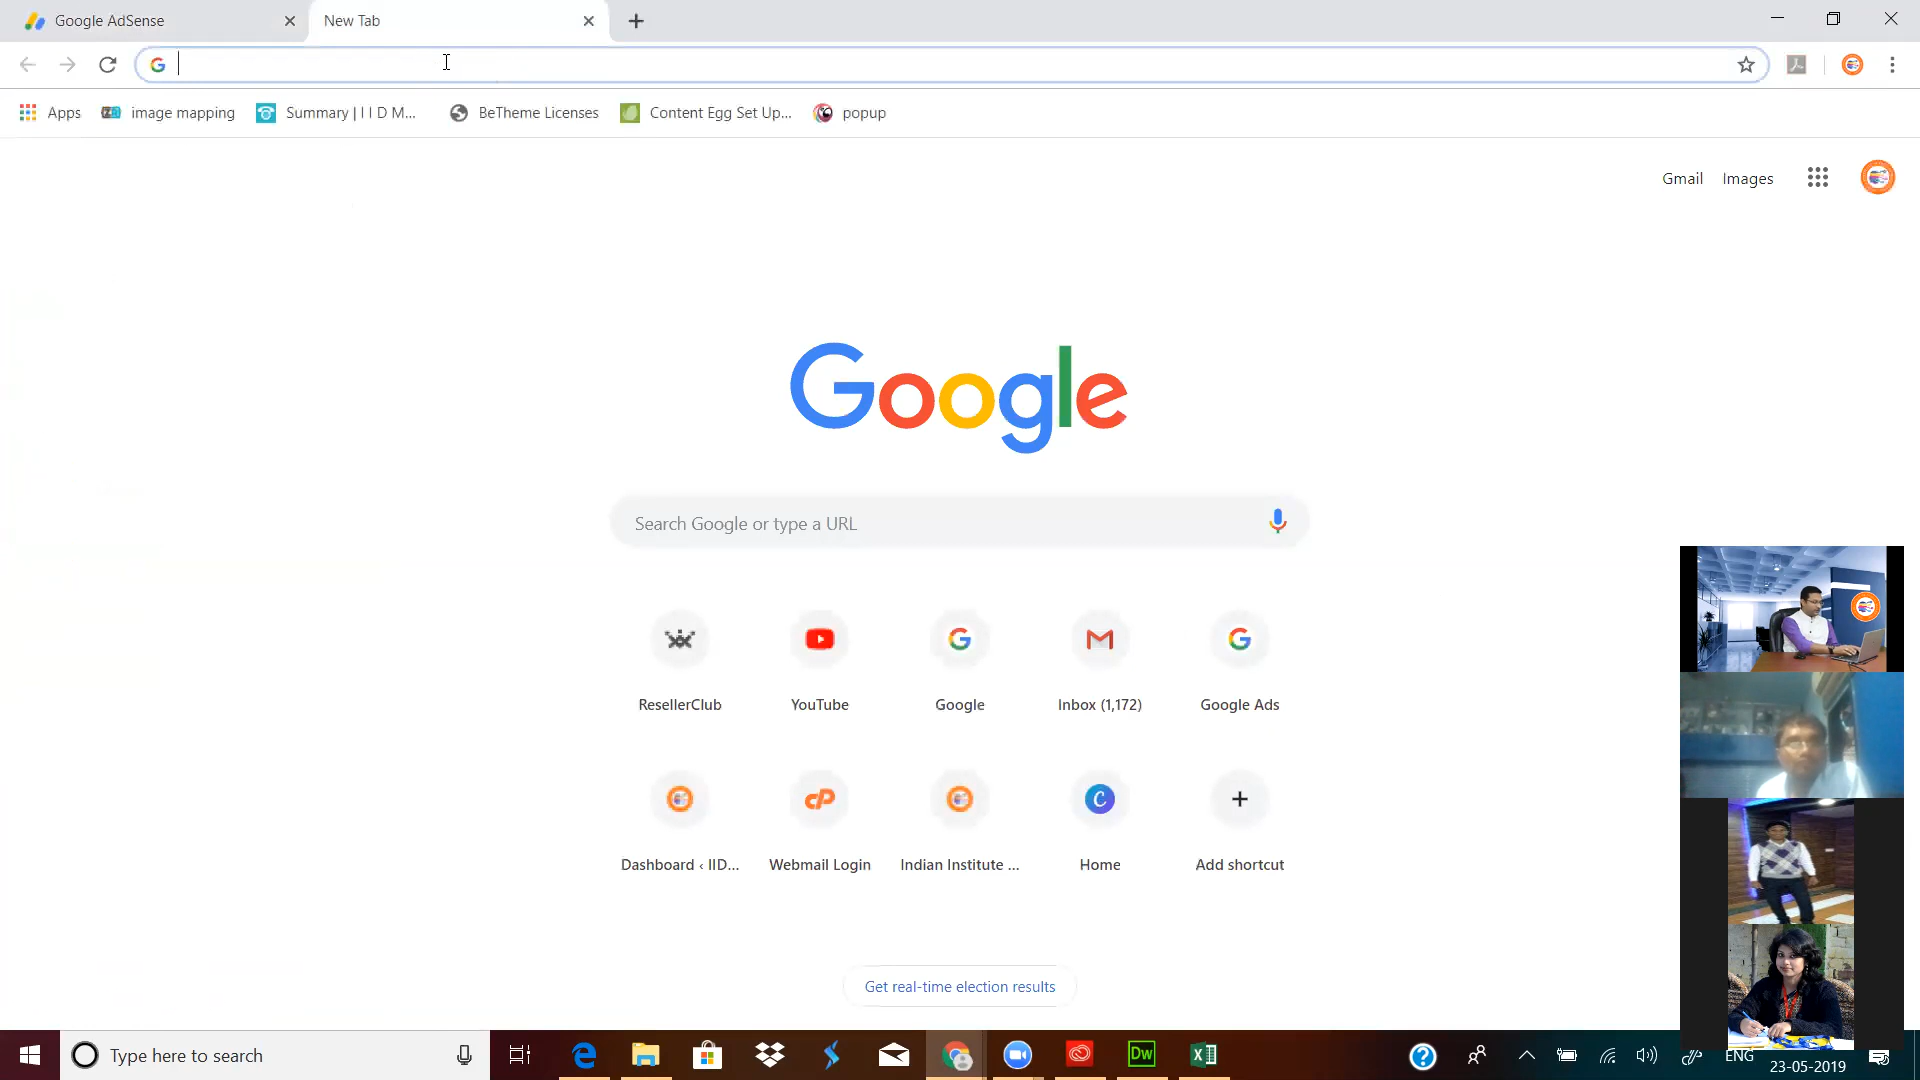 Google AdSense
New Tab
Apps
image mapping
Summary | I I D M...
BeTheme Licenses
Content Egg Set Up...
popup
Gmail
Images
Google
Search Google or type a URL
ResellerClub
YouTube
Google
Inbox (1,172)
Google Ads
Dashboard ‹ IID...
Webmail Login
Indian Institute ...
Home
Add shortcut
Get real-time election results
Type here to search
Dw
ENG
23-05-2019